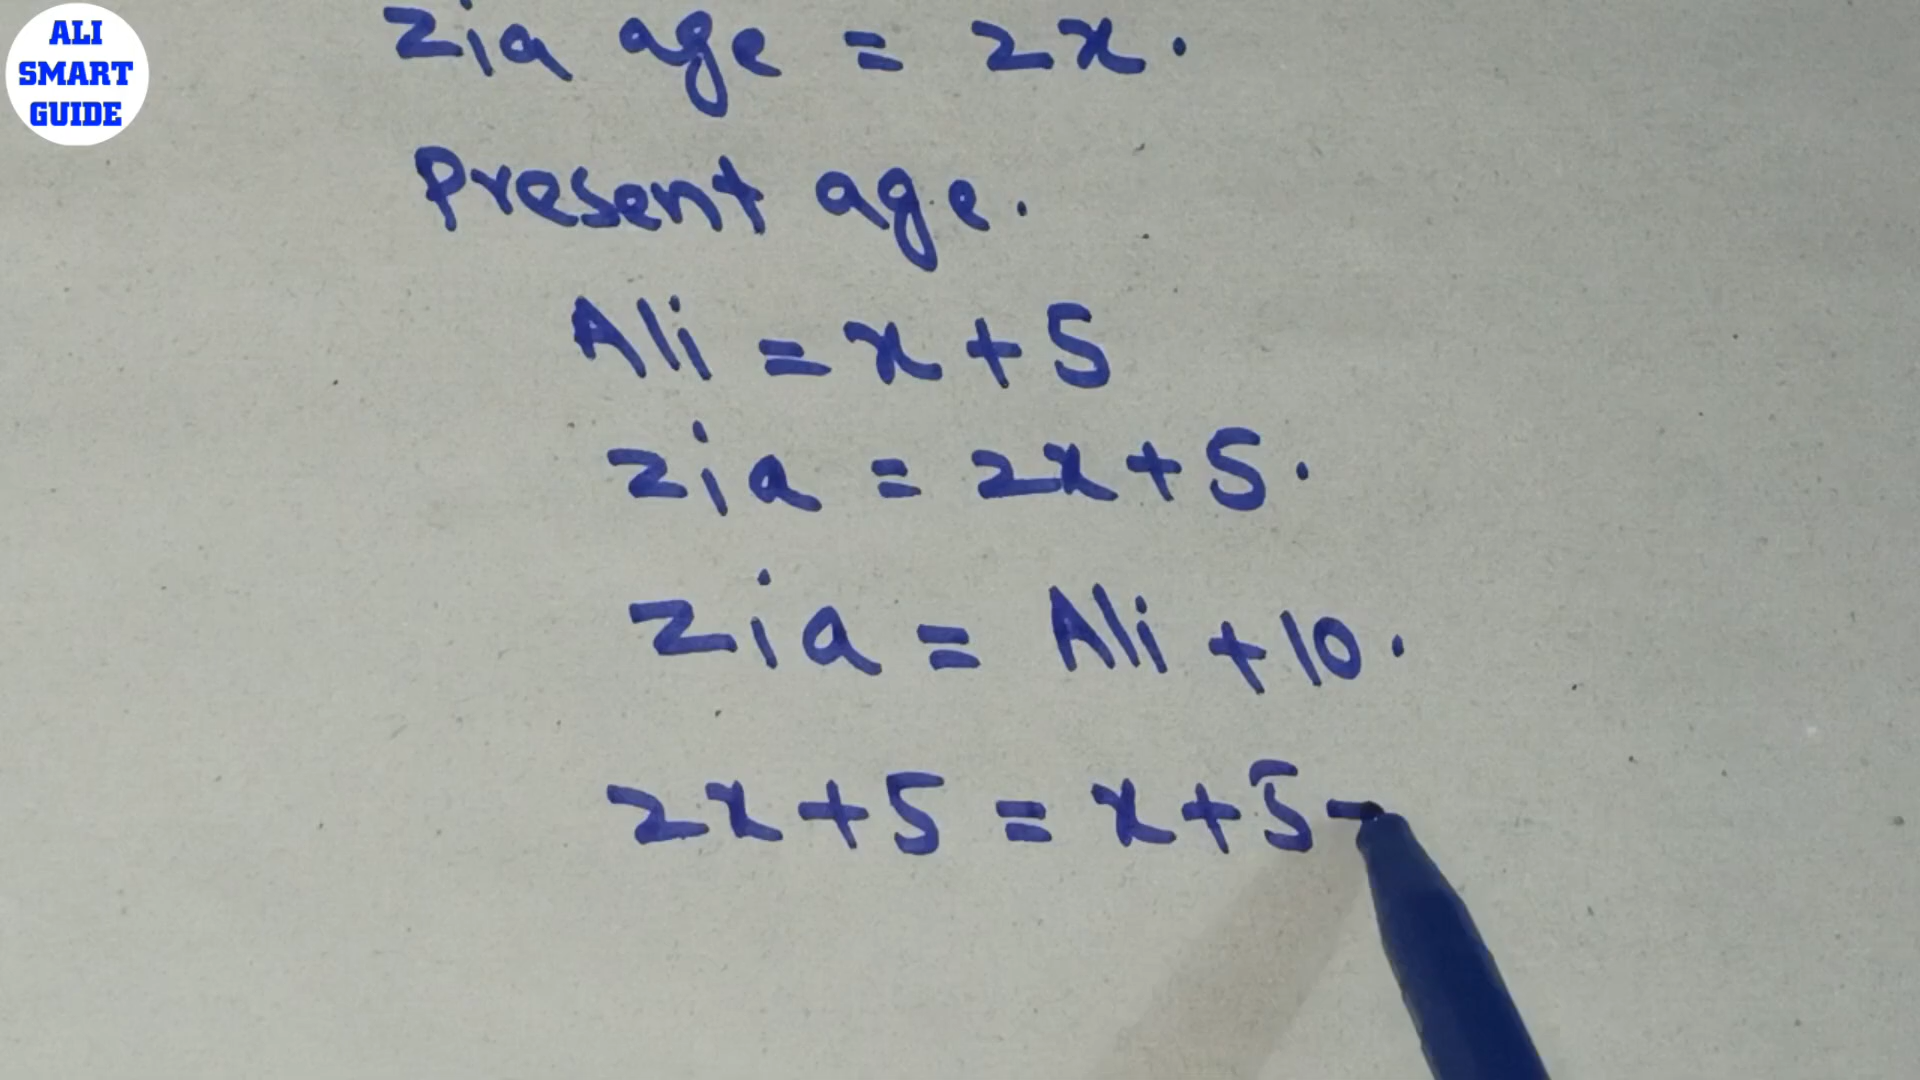 ALI
SMART
GUIDE
Zia age = 2x.
Present age.
Ali = x + 5
Zia = 2x + 5.
Zia = Ali + 10.
2x + 5 = x + 5 -